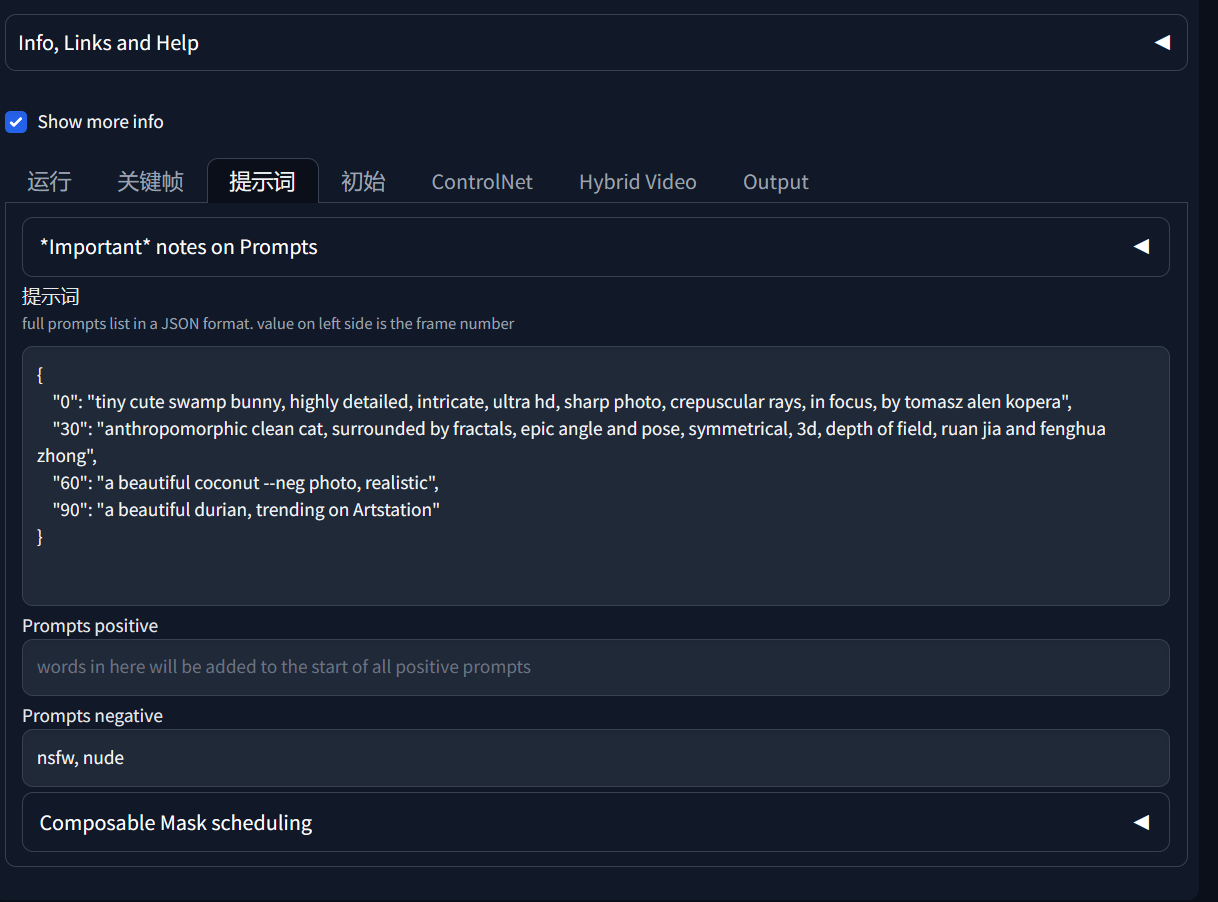 Info, Links and Help
Show more info
运行 关键帧 提示词 初始 ControlNet Hybrid Video Output
*Important* notes on Prompts
提示词
full prompts list in a JSON format. value on left side is the frame number
{
"0": "tiny cute swamp bunny, highly detailed, intricate, ultra hd, sharp photo, crepuscular rays, in focus, by tomasz alen kopera",
"30": "anthropomorphic clean cat, surrounded by fractals, epic angle and pose, symmetrical, 3d, depth of field, ruan jia and fenghua
zhong",
"60": "a beautiful coconut --neg photo, realistic",
"90": "a beautiful durian, trending on Artstation"
}
Prompts positive
words in here will be added to the start of all positive prompts
Prompts negative
nsfw, nude
Composable Mask scheduling